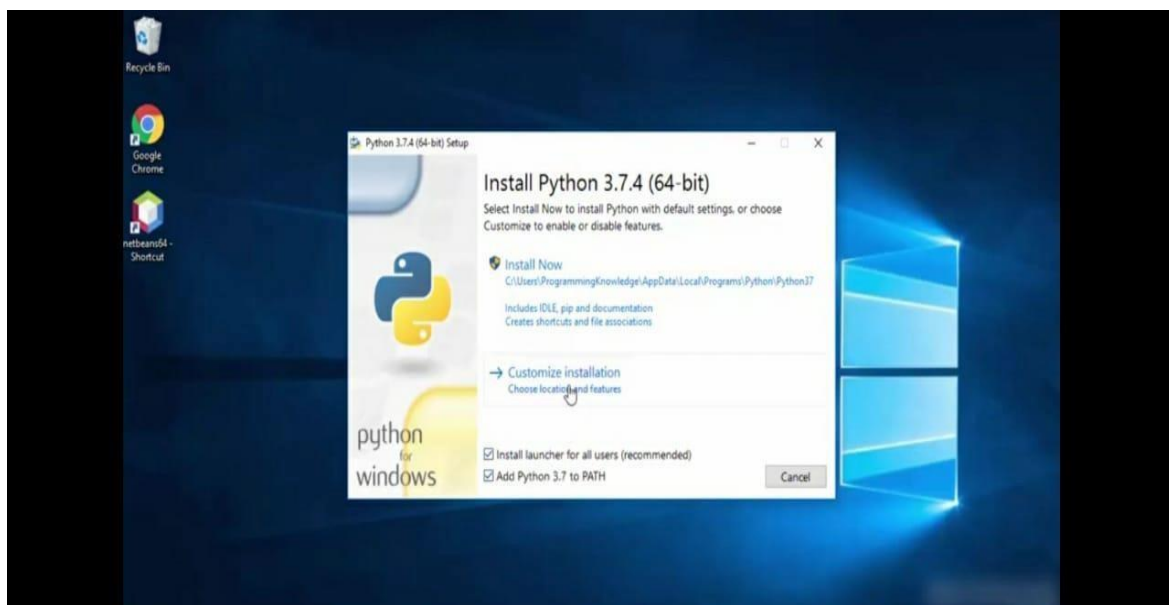 Recycle Bin
Google
Chrome
netbeans64 -
Shortcut
Python 3.7.4 (64-bit) Setup
Install Python 3.7.4 (64-bit)
Select Install Now to install Python with default settings, or choose
Customize to enable or disable features.
Install Now
C:\Users\ProgrammingKnowledge\AppData\Local\Programs\Python\Python37
Includes IDLE, pip and documentation
Creates shortcuts and file associations
Customize installation
Choose location and features
python
for
windows
Install launcher for all users (recommended)
Add Python 3.7 to PATH
Cancel